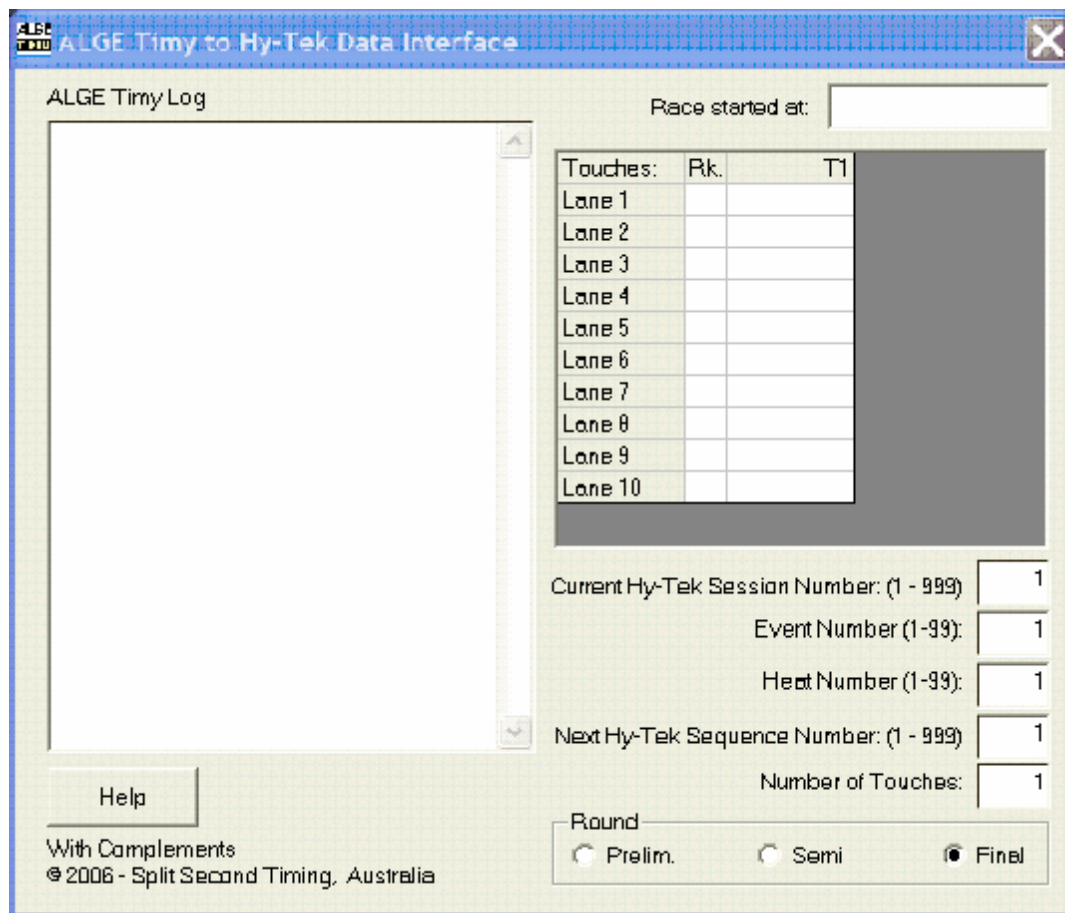 ALGE Timy to Hy-Tek Data Interface
ALGE Timy Log
Race started at:
Touches: Rk. T1
Lane 1
Lane 2
Lane 3
Lane 4
Lane 5
Lane 6
Lane 7
Lane 8
Lane 9
Lane 10
Current Hy-Tek Session Number: (1 - 999) 1
Event Number (1-99): 1
Heat Number (1-99): 1
Next Hy-Tek Sequence Number: (1 - 999) 1
Number of Touches: 1
Help
Round
Prelim. Semi Final
With Complements
© 2006 - Split Second Timing, Australia